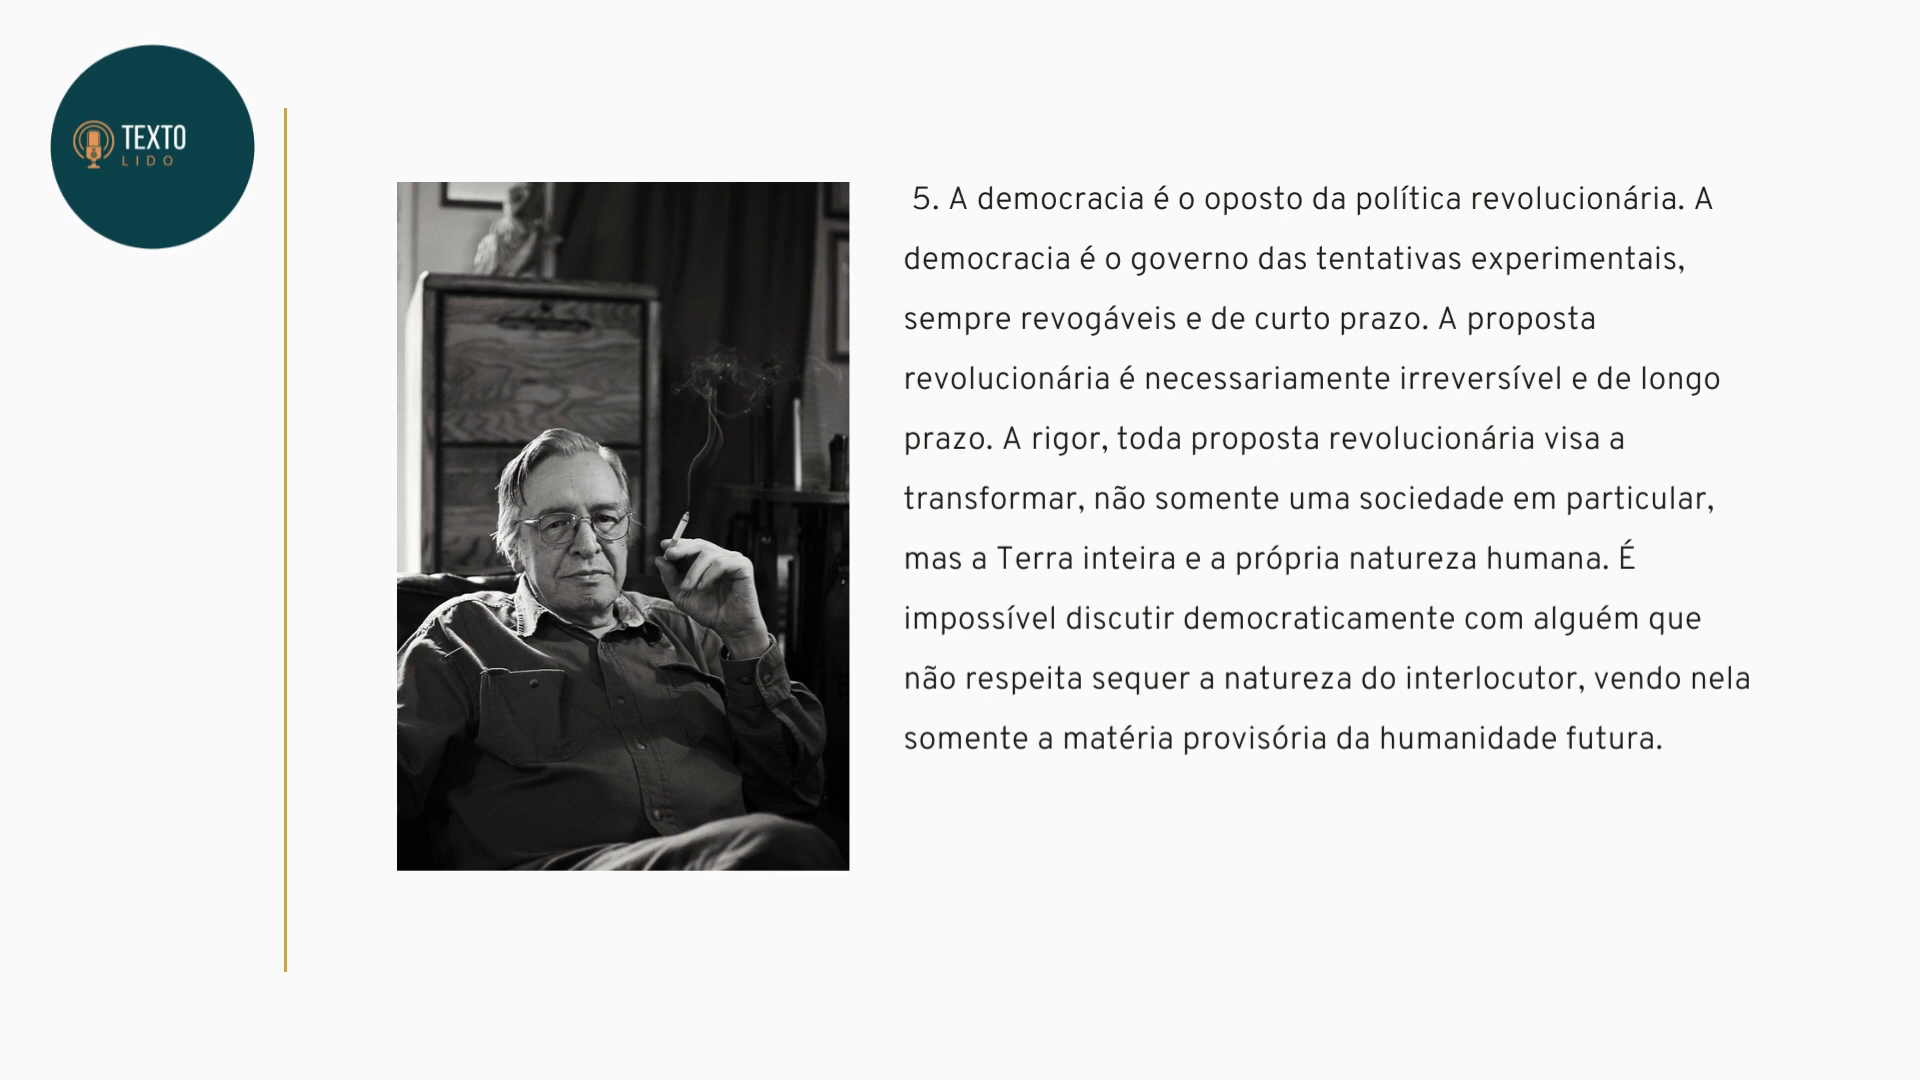 TEXTO
LIDO
5. A democracia é o oposto da política revolucionária. A
democracia é o governo das tentativas experimentais,
sempre revogáveis e de curto prazo. A proposta
revolucionária é necessariamente irreversível e de longo
prazo. A rigor, toda proposta revolucionária visa a
transformar, não somente uma sociedade em particular,
mas a Terra inteira e a própria natureza humana. É
impossível discutir democraticamente com alguém que
não respeita sequer a natureza do interlocutor, vendo nela
somente a matéria provisória da humanidade futura.